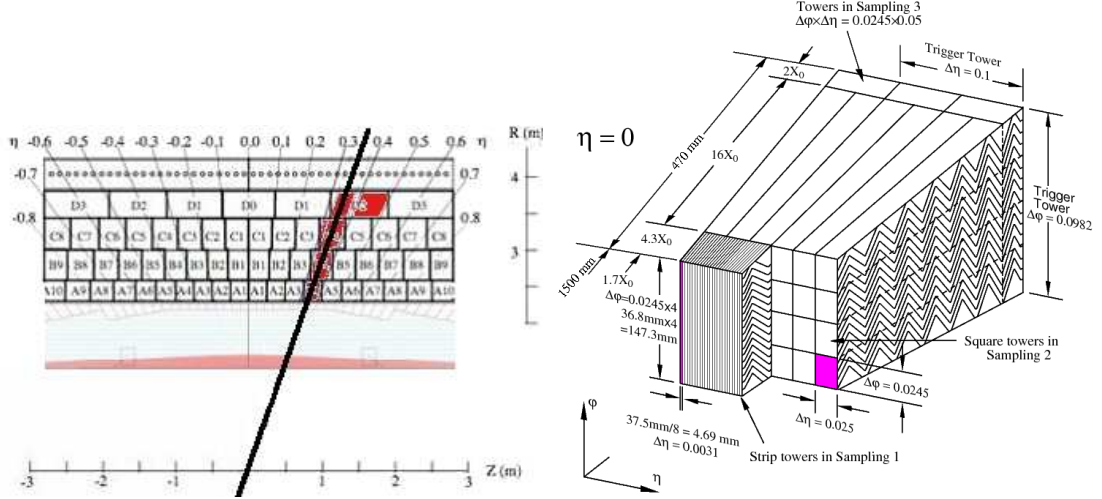 η -0.6 -0.5 -0.4 -0.3 -0.2 -0.1 0.0 0.1 0.2 0.3 0.4 0.5 0.6 η R (m)
-0.7 0.7
4
D3 D2 D1 D0 D1
-0.8 0.8
C8 C7 C6 C5 C4 C3 C2 C1 C1 C2 C3 C5 C6 C7 C8
3
B9 B8 B7 B6 B5 B4 B3 B2 B1 B1 B2 B3 B5 B6 B7 B8 B9
A10 A9 A8 A7 A6 A5 A4 A3 A2 A1 A1 A2 A3 A5 A6 A7 A8 A9 A10
-3 -2 -1 0 1 2 3
Z (m)
Towers in Sampling 3
Δφ×Δη = 0.0245×0.05
Trigger Tower
Δη = 0.1
2X₀
η = 0
470 mm
16X₀
Trigger
Tower
Δφ = 0.0982
4.3X₀
1500 mm
1.7X₀
Δφ=0.0245x4
36.8mmx4
=147.3mm
Square towers in
Sampling 2
Δφ = 0.0245
Δη = 0.025
37.5mm/8 = 4.69 mm
Δη = 0.0031
Strip towers in Sampling 1
φ
η